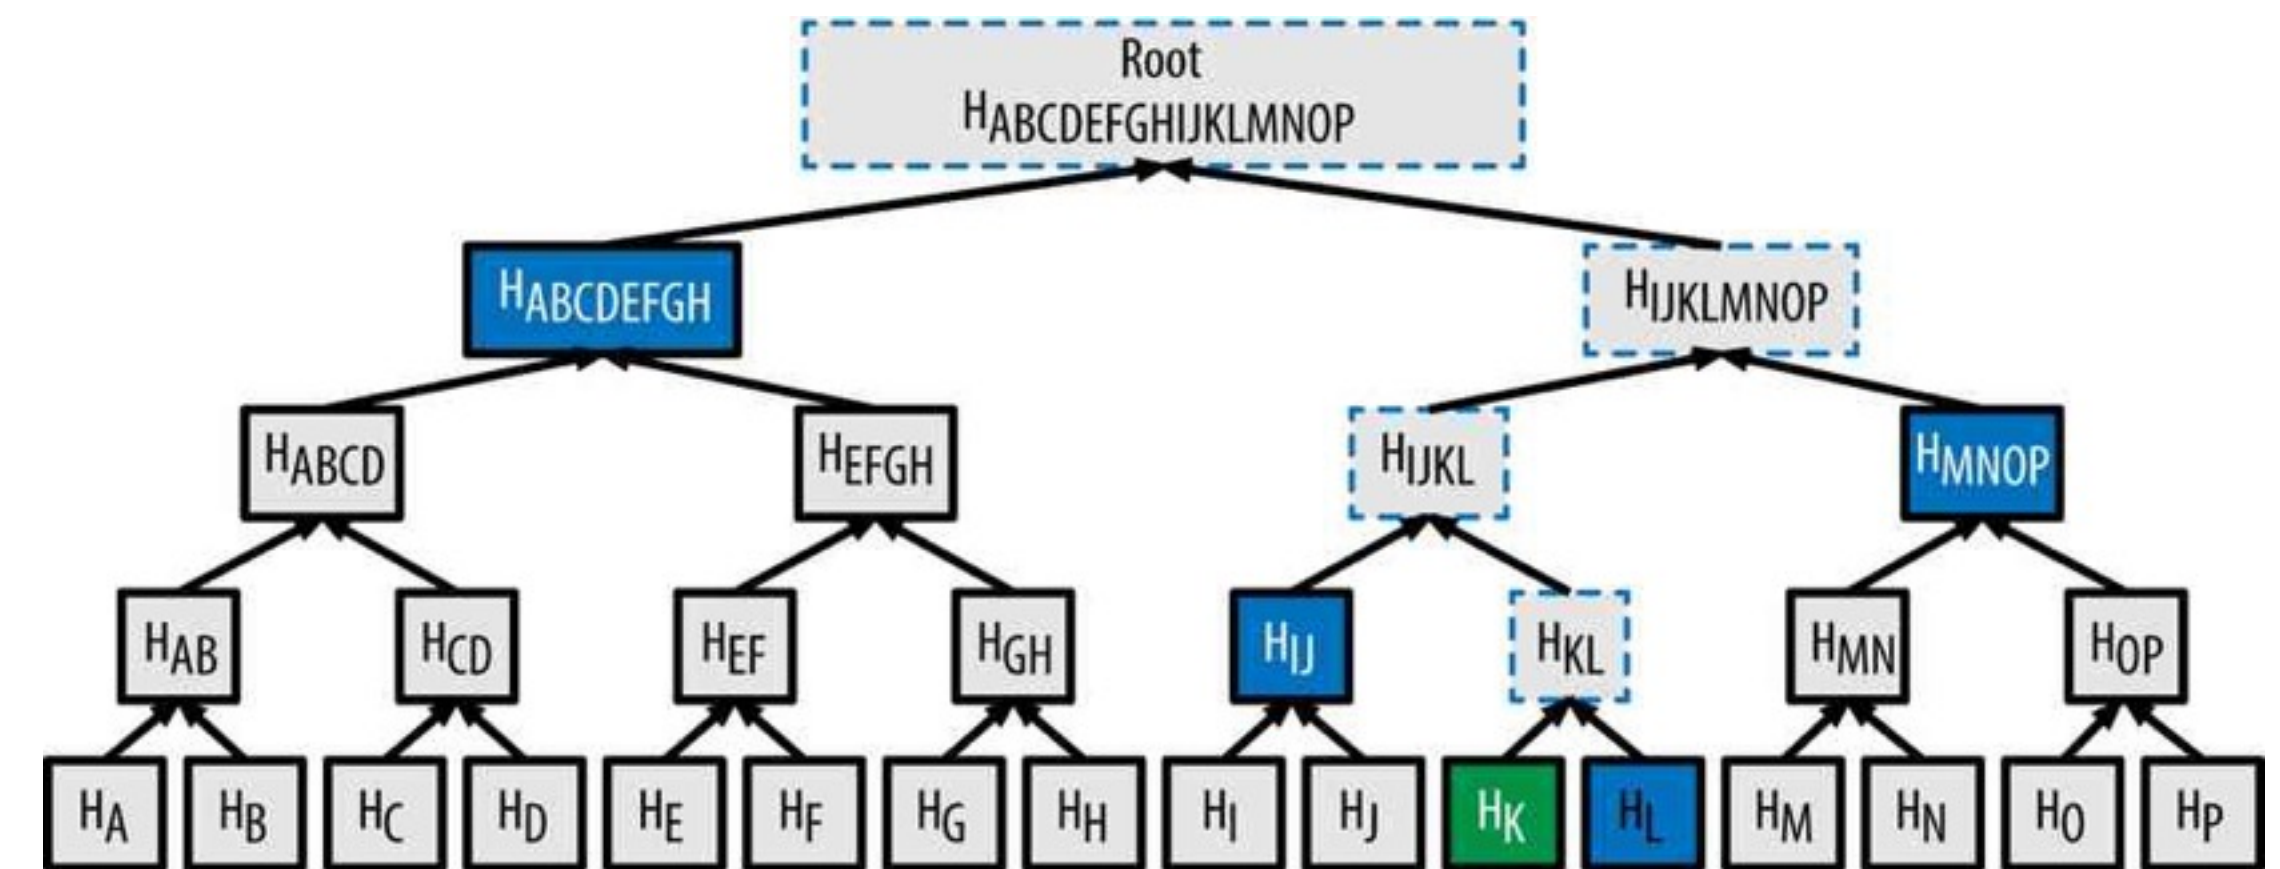 Root
HABCDEFGHIJKLMNOP
HABCDEFGH
HIJKLMNOP
HABCD
HEFGH
HIJKL
HMNOP
HAB
HCD
HEF
HGH
HIJ
HKL
HMN
HOP
HA
HB
HC
HD
HE
HF
HG
HH
HI
HJ
HK
HL
HM
HN
HO
HP